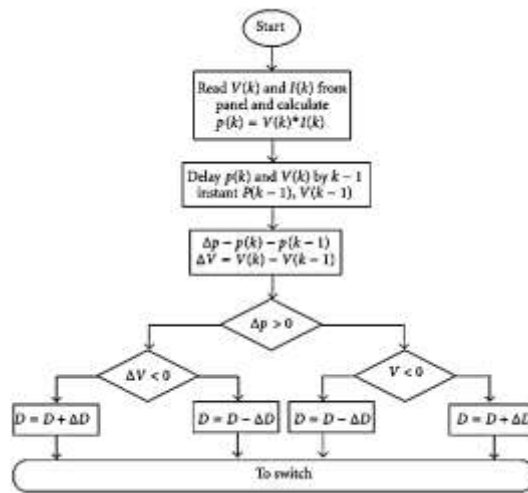 Start
Read V(k) and I(k) from
panel and calculate
p(k) = V(k)*I(k)
Delay p(k) and V(k) by k − 1
instant P(k−1), V(k−1)
Δp − p(k) − p(k−1)
ΔV = V(k) − V(k−1)
Δp > 0
ΔV < 0
V < 0
D = D + ΔD
D = D − ΔD
D = D − ΔD
D = D + ΔD
To switch